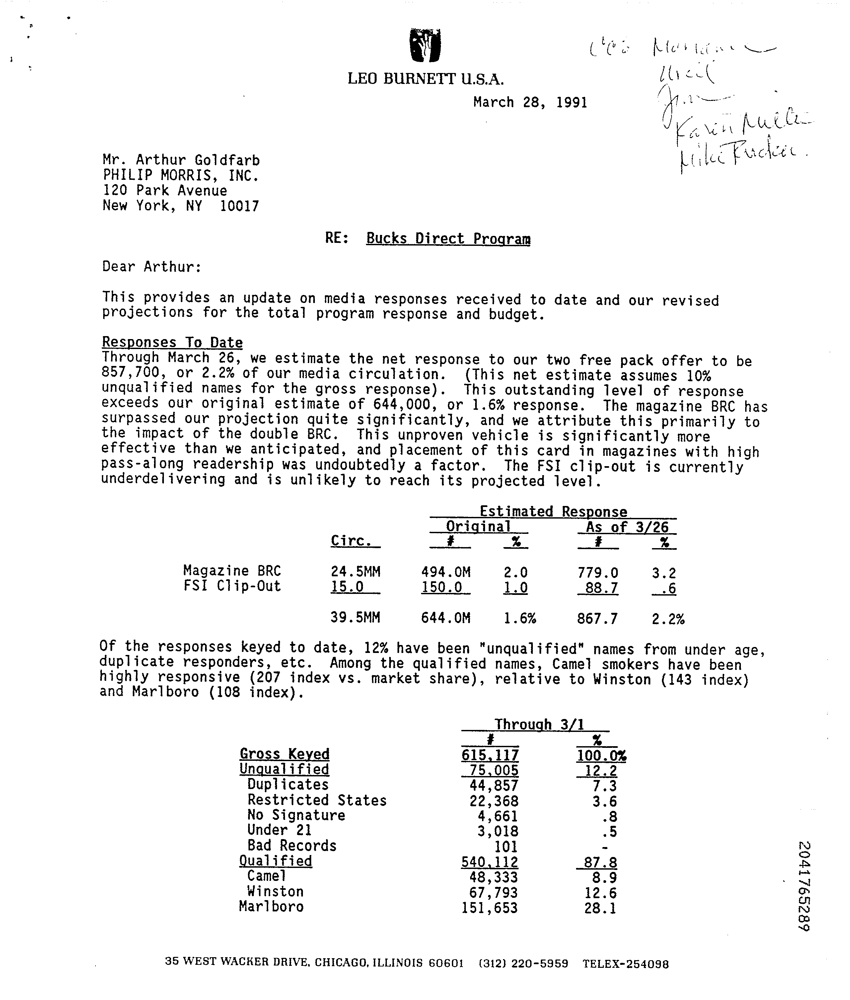 LEO BURNETT U.S.A.
March 28, 1991
Karen
Mike
Mr. Arthur Goldfarb
PHILIP MORRIS, INC.
120 Park Avenue
New York, NY 10017
RE: Bucks Direct Program
Dear Arthur:
This provides an update on media responses received to date and our revised
projections for the total program response and budget.
Responses To Date
Through March 26, we estimate the net response to our two free pack offer to be
857,700, or 2.2% of our media circulation. (This net estimate assumes 10%
unqualified names for the gross response). This outstanding level of response
exceeds our original estimate of 644,000, or 1.6% response. The magazine BRC has
surpassed our projection quite significantly, and we attribute this primarily to
the impact of the double BRC. This unproven vehicle is significantly more
effective than we anticipated, and placement of this card in magazines with high
pass-along readership was undoubtedly a factor. The FSI clip-out is currently
underdelivering and is unlikely to reach its projected level.
Estimated Response
Original As of 3/26
Circ. # % # %
Magazine BRC 24.5MM 494.0M 2.0 779.0 3.2
FSI Clip-Out 15.0 150.0 1.0 88.7 .6
39.5MM 644.0M 1.6% 867.7 2.2%
Of the responses keyed to date, 12% have been "unqualified" names from under age,
duplicate responders, etc. Among the qualified names, Camel smokers have been
highly responsive (207 index vs. market share), relative to Winston (143 index)
and Marlboro (108 index).
Through 3/1
# %
Gross Keyed 615,117 100.0%
Unqualified 75,005 12.2
Duplicates 44,857 7.3
Restricted States 22,368 3.6
No Signature 4,661 .8
Under 21 3,018 .5
Bad Records 101 -
Qualified 540,112 87.8
Camel 48,333 8.9
Winston 67,793 12.6
Marlboro 151,653 28.1
2041765289
35 WEST WACKER DRIVE, CHICAGO, ILLINOIS 60601 (312) 220-5959 TELEX-254098